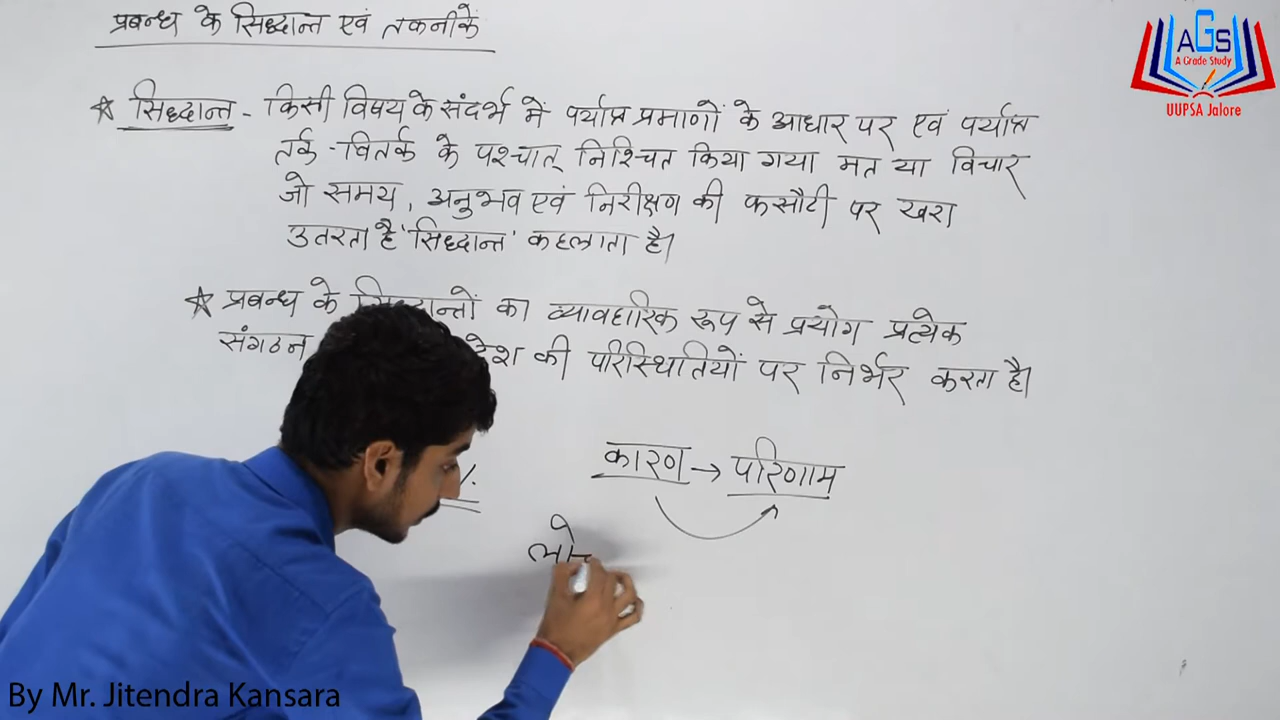 प्रबन्ध के सिद्धान्त एवं तकनीकें
AGS
A Grade Study
UUPSA Jalore
★ सिद्धान्त - किसी विषय के संदर्भ में पर्याप्त प्रमाणों के आधार पर एवं पर्याप्त
तर्क - वितर्क के पश्चात् निश्चित किया गया मत या विचार
जो समय, अनुभव एवं निरीक्षण की कसौटी पर खरा
उतरता है 'सिद्धान्त' कहलाता है।
★ प्रबन्ध के का व्यावहारिक रूप से प्रयोग प्रत्येक
संगठन की परिस्थितियों पर निर्भर करता है।
कारण → परिणाम
By Mr. Jitendra Kansara